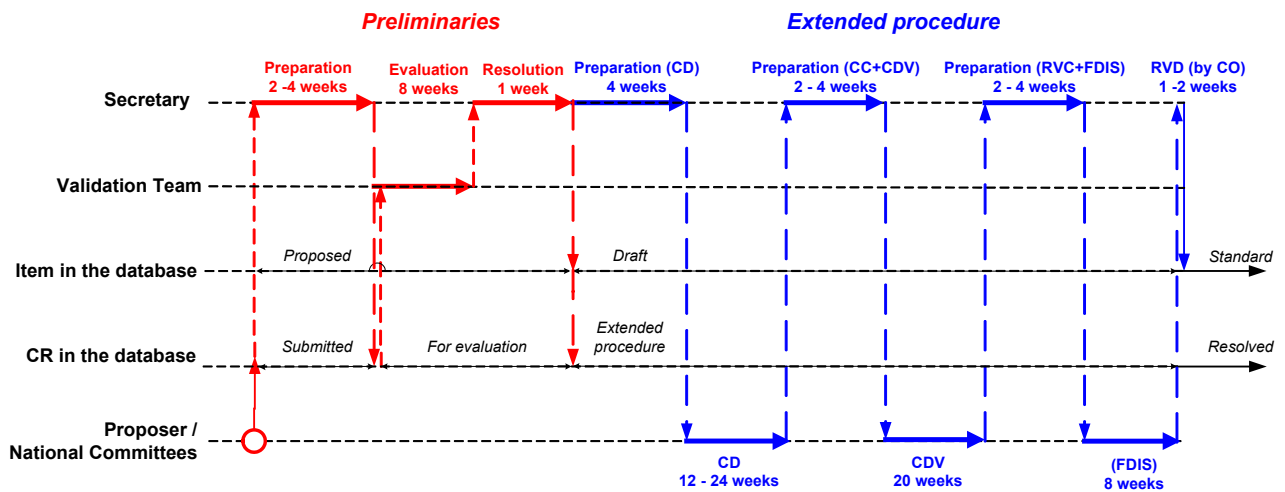 Preliminaries
Extended procedure
Preparation
2 -4 weeks
Evaluation
8 weeks
Resolution
1 week
Preparation (CD)
4 weeks
Preparation (CC+CDV)
2 - 4 weeks
Preparation (RVC+FDIS)
2 - 4 weeks
RVD (by CO)
1 -2 weeks
Secretary
Validation Team
Item in the database
Proposed
Draft
Standard
CR in the database
Submitted
For evaluation
Extended
procedure
Resolved
Proposer /
National Committees
CD
12 - 24 weeks
CDV
20 weeks
(FDIS)
8 weeks